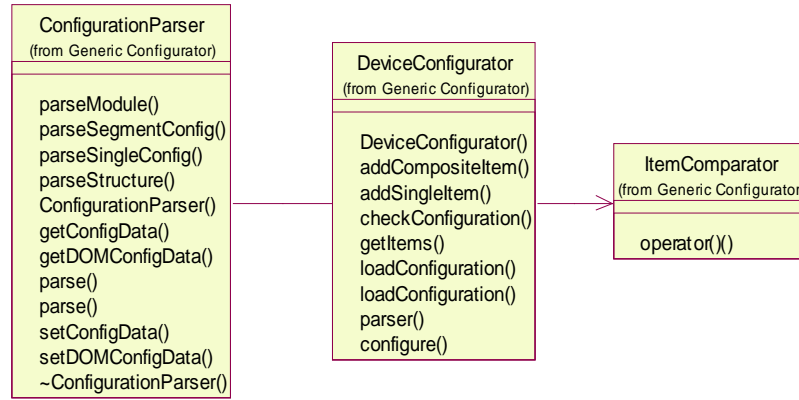 ConfigurationParser
(from Generic Configurator)
parseModule()
parseSegmentConfig()
parseSingleConfig()
parseStructure()
ConfigurationParser()
getConfigData()
getDOMConfigData()
parse()
parse()
setConfigData()
setDOMConfigData()
~ConfigurationParser()
DeviceConfigurator
(from Generic Configurator)
DeviceConfigurator()
addCompositeItem()
addSingleItem()
checkConfiguration()
getItems()
loadConfiguration()
loadConfiguration()
parser()
configure()
ItemComparator
(from Generic Configurator
operator()()